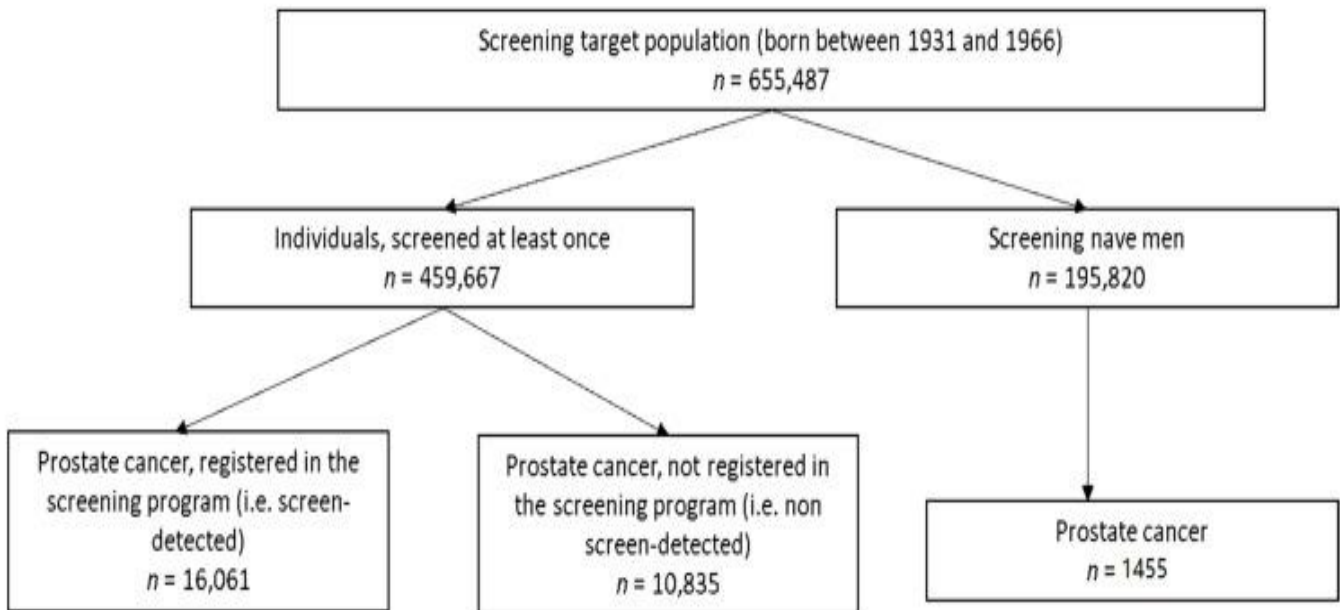 Screening target population (born between 1931 and 1966)
n = 655,487
Individuals, screened at least once
n = 459,667
Screening nave men
n = 195,820
Prostate cancer, registered in the
screening program (i.e. screen-
detected)
n = 16,061
Prostate cancer, not registered in
the screening program (i.e. non
screen-detected)
n = 10,835
Prostate cancer
n = 1455